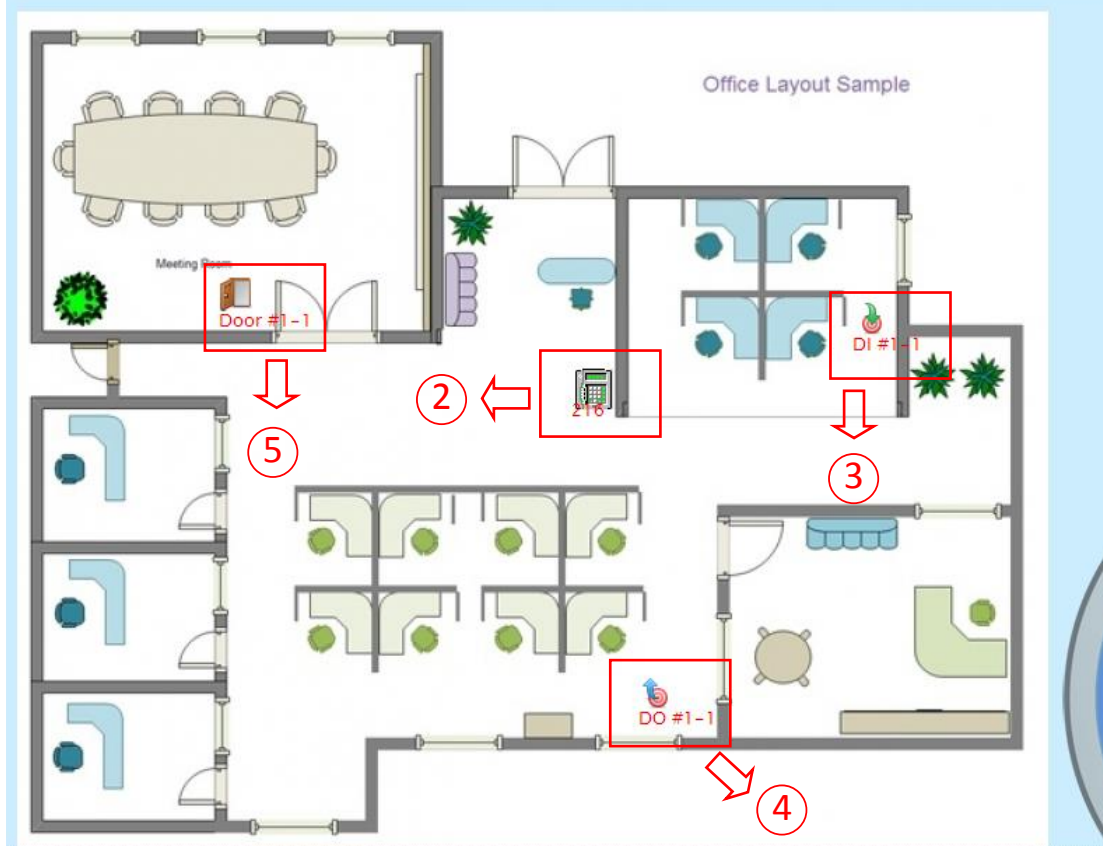 Office Layout Sample
Meeting Room
Door #1-1
216
DI #1-1
②
⑤
③
DO #1-1
④